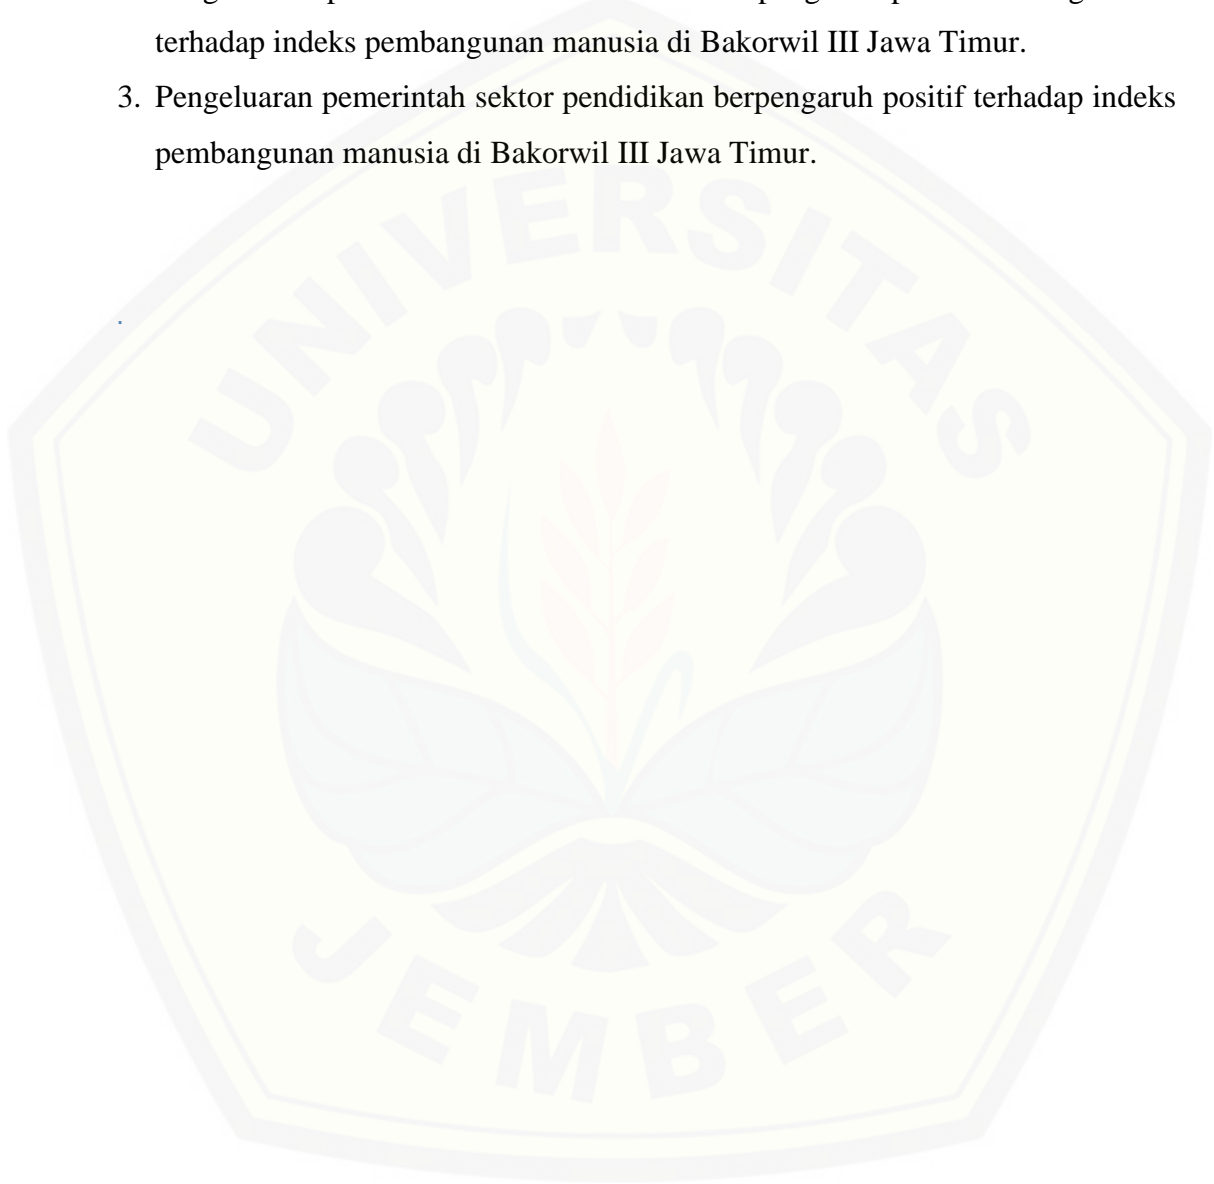 terhadap indeks pembangunan manusia di Bakorwil III Jawa Timur.
3. Pengeluaran pemerintah sektor pendidikan berpengaruh positif terhadap indeks
pembangunan manusia di Bakorwil III Jawa Timur.
UNIVERSITAS
JEMBER